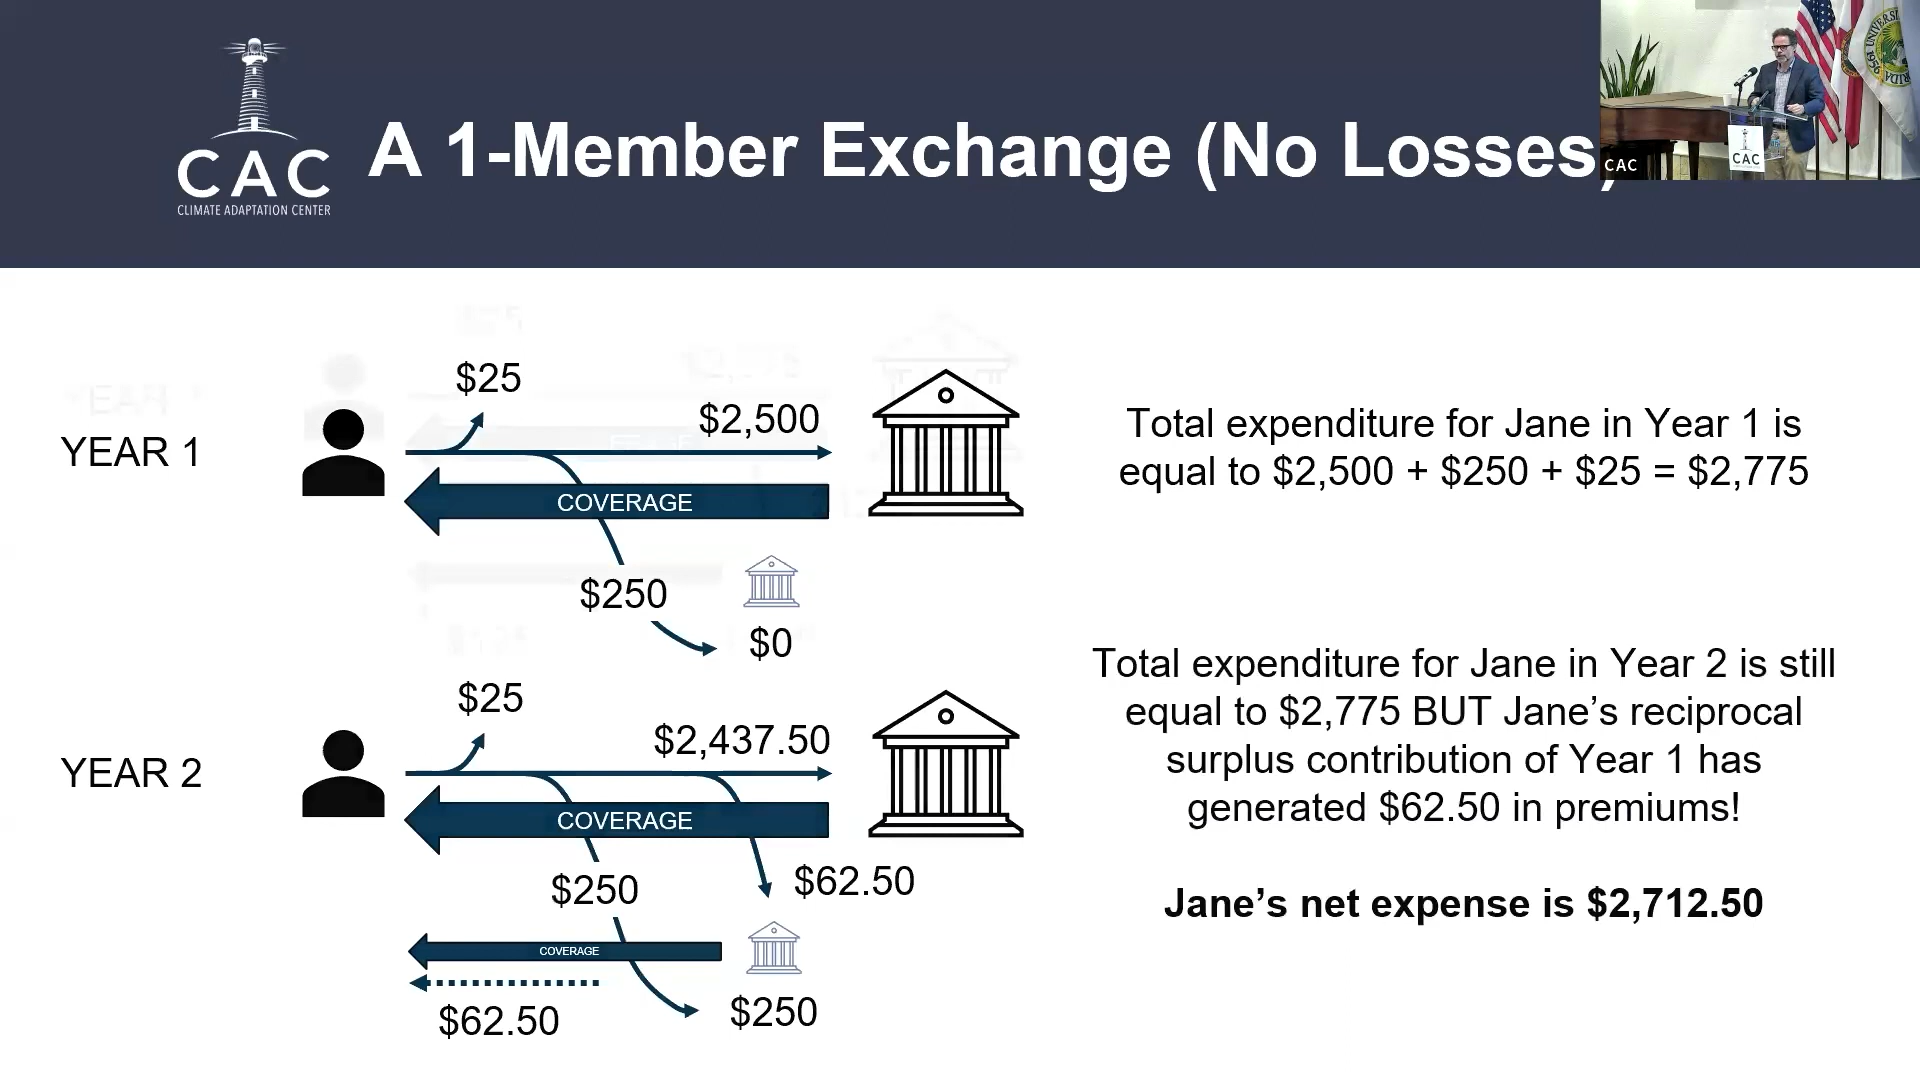 CAC
CLIMATE ADAPTATION CENTER
A 1-Member Exchange (No Losses)
CAC
CAC
YEAR 1
$25
$2,500
COVERAGE
$250
$0
Total expenditure for Jane in Year 1 is
equal to $2,500 + $250 + $25 = $2,775
YEAR 2
$25
$2,437.50
COVERAGE
$250
$62.50
COVERAGE
$62.50
$250
Total expenditure for Jane in Year 2 is still
equal to $2,775 BUT Jane’s reciprocal
surplus contribution of Year 1 has
generated $62.50 in premiums!
Jane’s net expense is $2,712.50